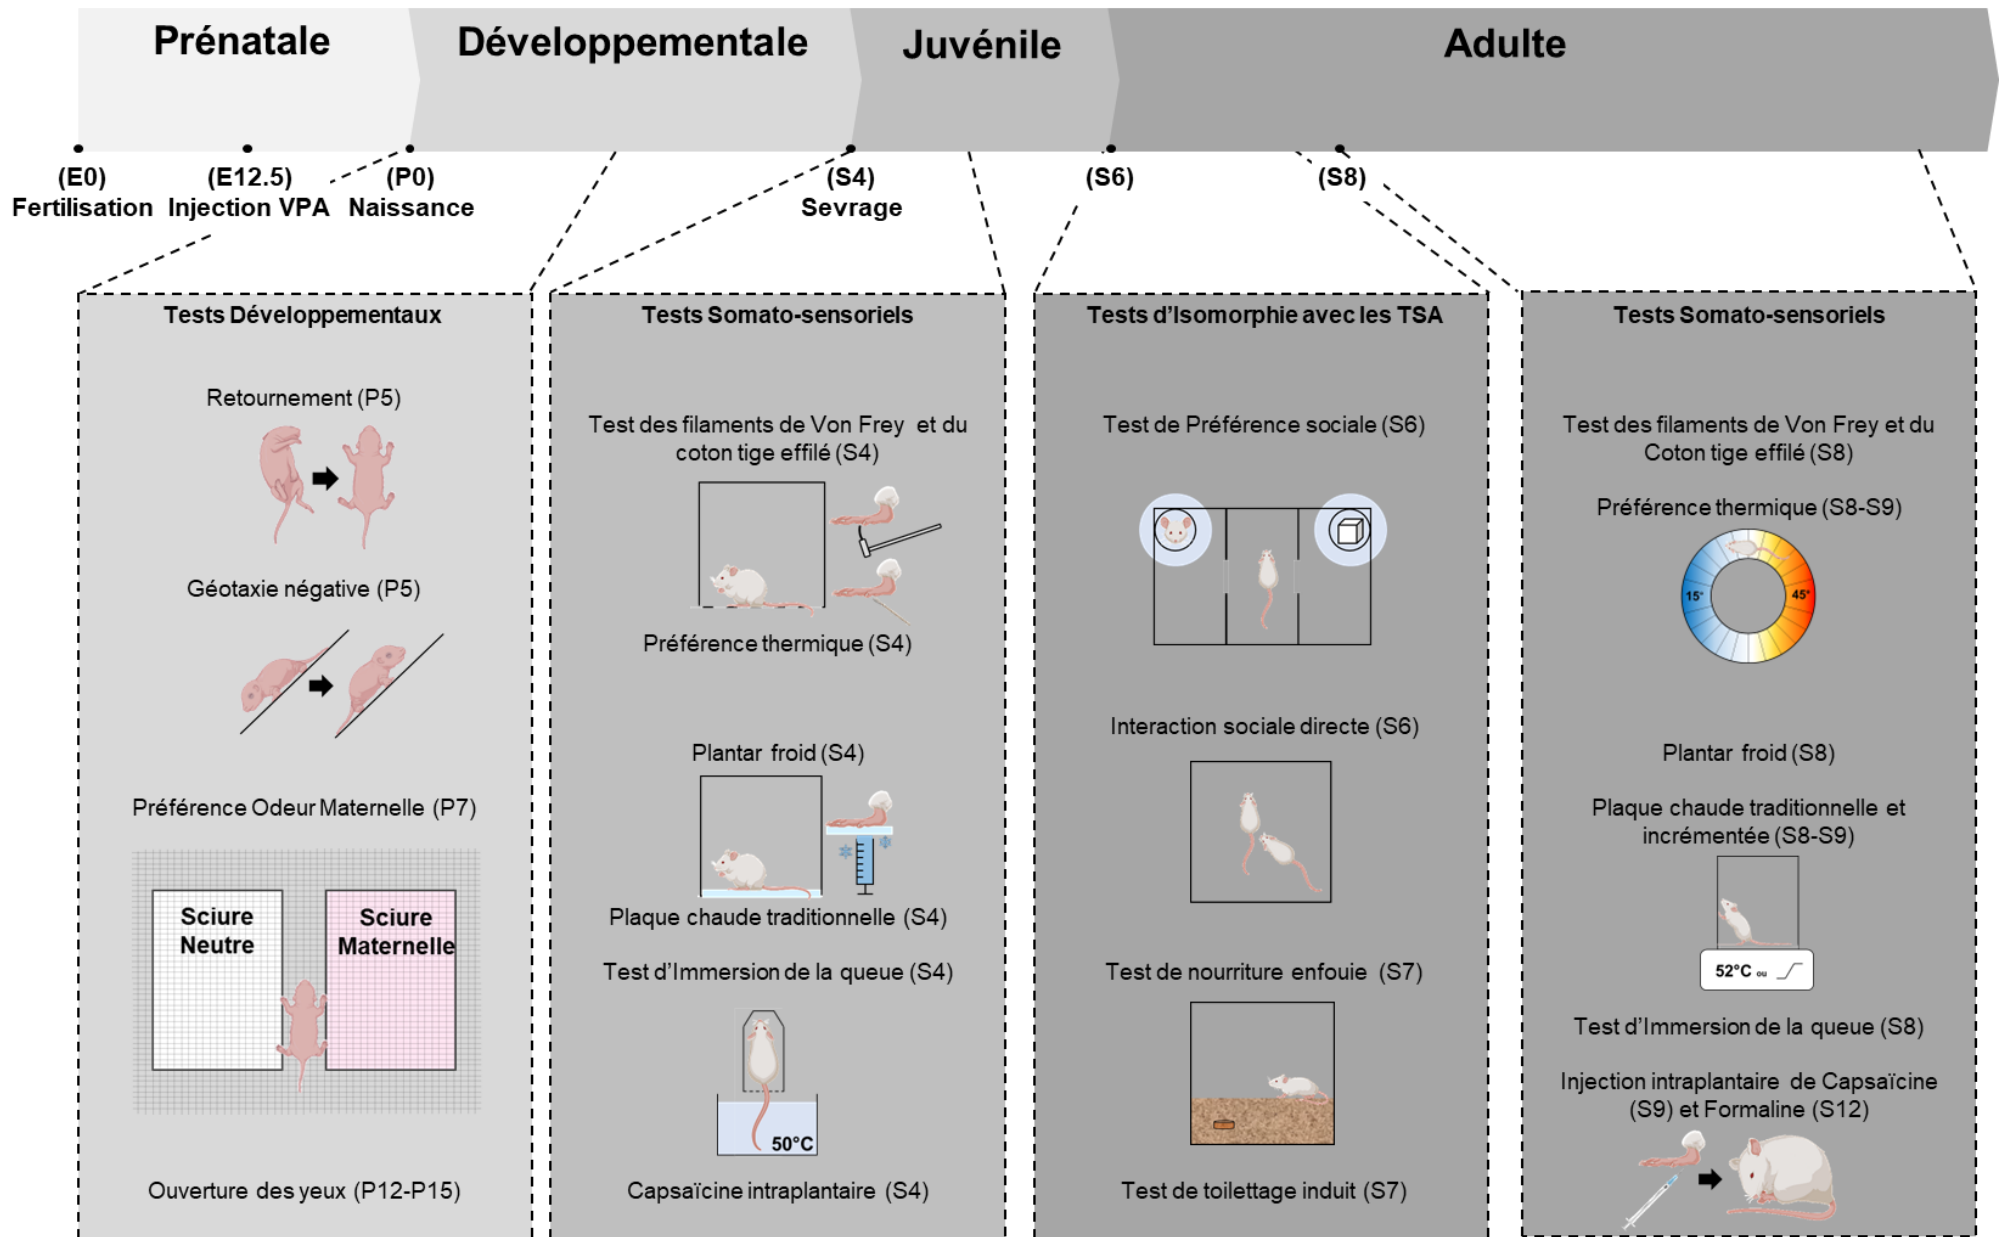 Prénatale
Développementale
Juvénile
Adulte
(E0)
Fertilisation
(E12.5)
Injection VPA
(P0)
Naissance
(S4)
Sevrage
(S6)
(S8)
Tests Développementaux
Retournement (P5)
Géotaxie négative (P5)
Préférence Odeur Maternelle (P7)
Sciure
Neutre
Sciure
Maternelle
Ouverture des yeux (P12-P15)
Tests Somato-sensoriels
Test des filaments de Von Frey et du
coton tige effilé (S4)
Préférence thermique (S4)
Plantar froid (S4)
Plaque chaude traditionnelle (S4)
Test d'Immersion de la queue (S4)
50°C
Capsaïcine intraplantaire (S4)
Tests d'Isomorphie avec les TSA
Test de Préférence sociale (S6)
Interaction sociale directe (S6)
Test de nourriture enfouie (S7)
Test de toilettage induit (S7)
Tests Somato-sensoriels
Test des filaments de Von Frey et du
Coton tige effilé (S8)
Préférence thermique (S8-S9)
15°
45°
Plantar froid (S8)
Plaque chaude traditionnelle et
incrémentée (S8-S9)
52°C ou
Test d'Immersion de la queue (S8)
Injection intraplantaire de Capsaïcine
(S9) et Formaline (S12)